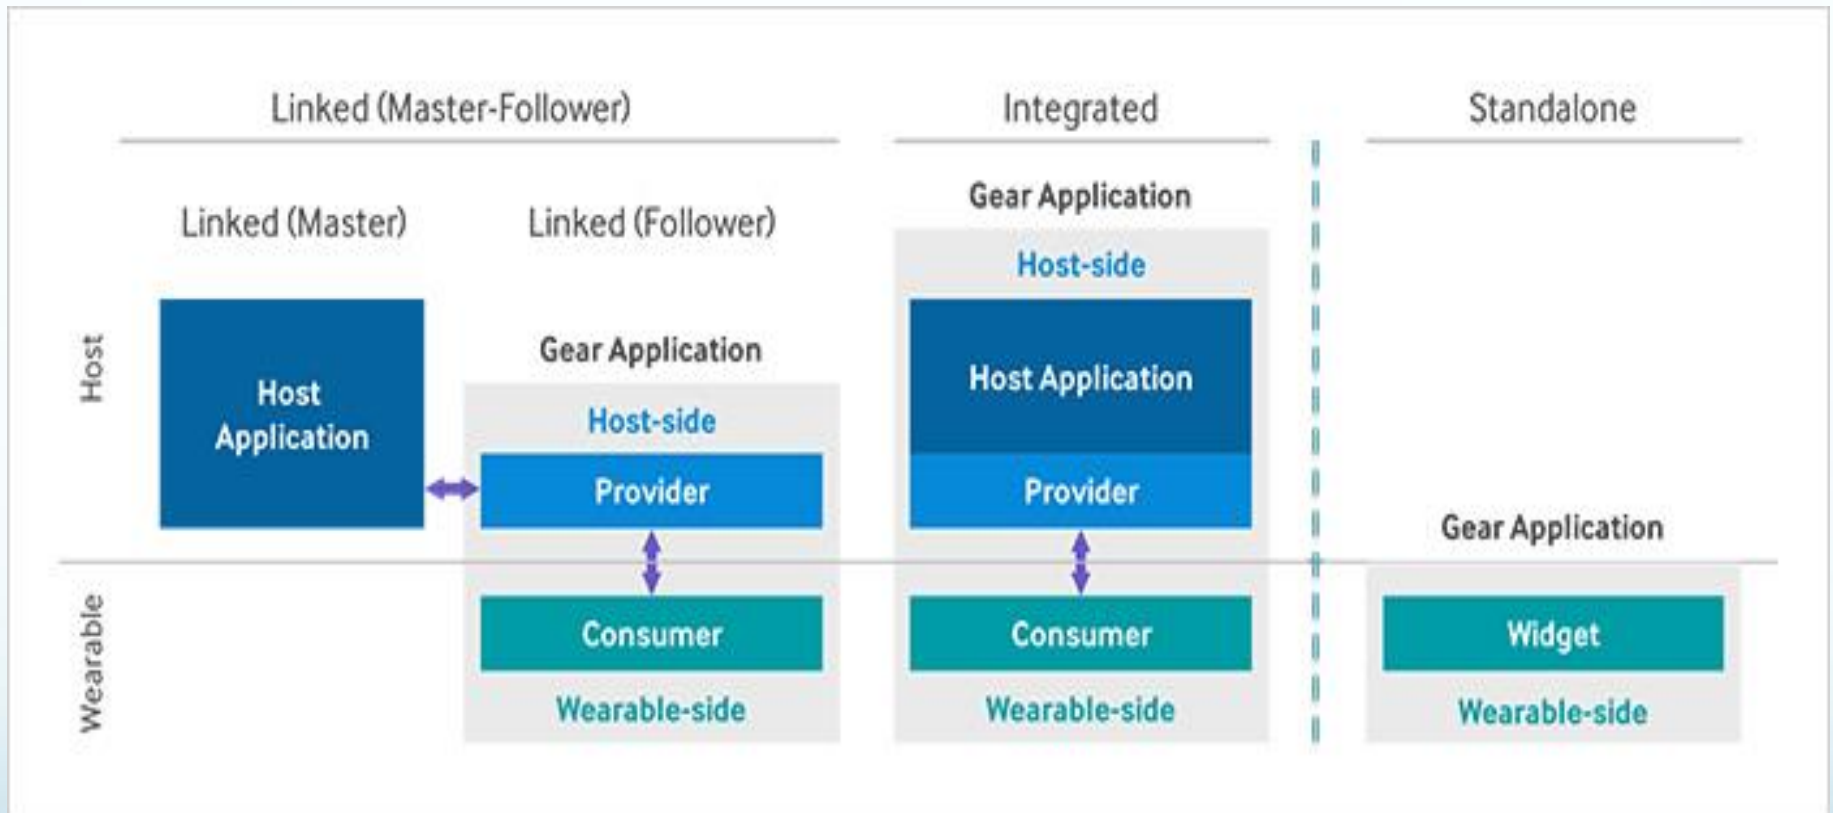 Linked (Master-Follower)
Integrated
Standalone
Linked (Master)
Linked (Follower)
Gear Application
Host-side
Host
Host
Application
Gear Application
Host-side
Provider
Host Application
Provider
Gear Application
Wearable
Consumer
Wearable-side
Consumer
Wearable-side
Widget
Wearable-side